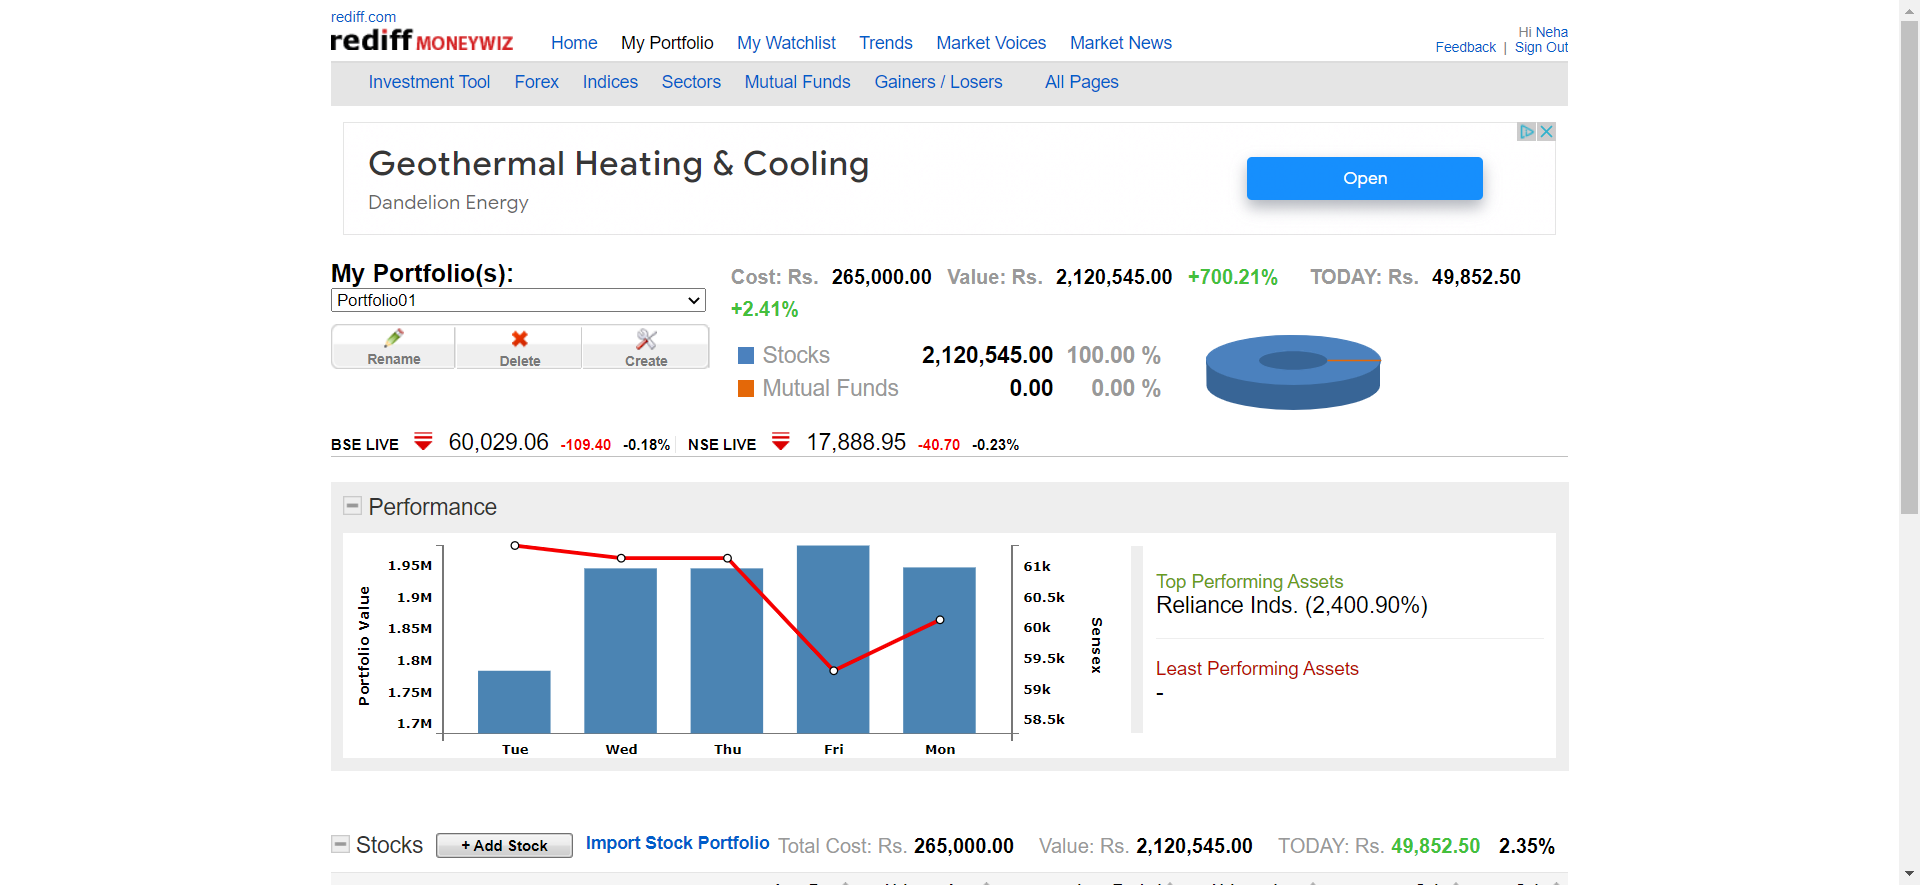 rediff.com
rediff MONEYWIZ
Home My Portfolio My Watchlist Trends Market Voices Market News
Hi Neha
Feedback | Sign Out
Investment Tool Forex Indices Sectors Mutual Funds Gainers / Losers All Pages
Geothermal Heating & Cooling
Dandelion Energy
Open
My Portfolio(s):
Portfolio01
Rename Delete Create
Cost: Rs. 265,000.00 Value: Rs. 2,120,545.00 +700.21% TODAY: Rs. 49,852.50
+2.41%
Stocks 2,120,545.00 100.00 %
Mutual Funds 0.00 0.00 %
BSE LIVE 60,029.06 -109.40 -0.18% NSE LIVE 17,888.95 -40.70 -0.23%
Performance
Portfolio Value
1.95M
1.9M
1.85M
1.8M
1.75M
1.7M
Tue Wed Thu Fri Mon
61k
60.5k
60k
59.5k
59k
58.5k
Sensex
Top Performing Assets
Reliance Inds. (2,400.90%)
Least Performing Assets
-
Stocks + Add Stock Import Stock Portfolio Total Cost: Rs. 265,000.00 Value: Rs. 2,120,545.00 TODAY: Rs. 49,852.50 2.35%